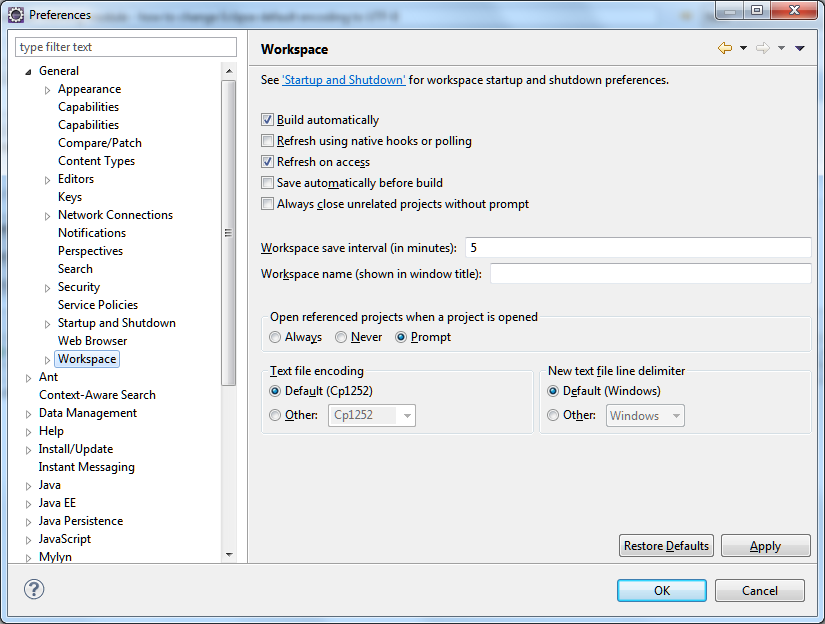 Preferences
type filter text
General
Appearance
Capabilities
Capabilities
Compare/Patch
Content Types
Editors
Keys
Network Connections
Notifications
Perspectives
Search
Security
Service Policies
Startup and Shutdown
Web Browser
Workspace
Ant
Context-Aware Search
Data Management
Help
Install/Update
Instant Messaging
Java
Java EE
Java Persistence
JavaScript
Mylyn
Workspace
See 'Startup and Shutdown' for workspace startup and shutdown preferences.
Build automatically
Refresh using native hooks or polling
Refresh on access
Save automatically before build
Always close unrelated projects without prompt
Workspace save interval (in minutes): 5
Workspace name (shown in window title):
Open referenced projects when a project is opened
Always Never Prompt
Text file encoding
Default (Cp1252)
Other: Cp1252
New text file line delimiter
Default (Windows)
Other: Windows
Restore Defaults Apply
OK Cancel